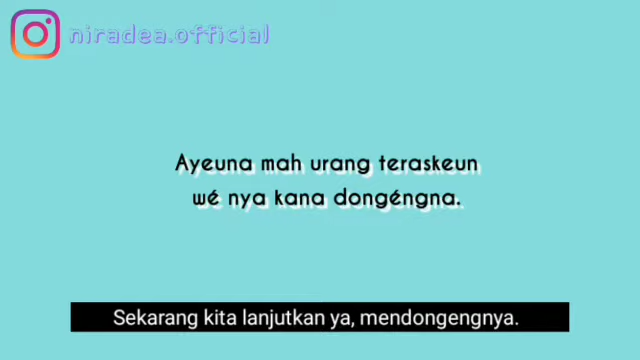 niradea.official
Ayeuna mah urang teraskeun
wé nya kana dongéngna.
Sekarang kita lanjutkan ya, mendongengnya.